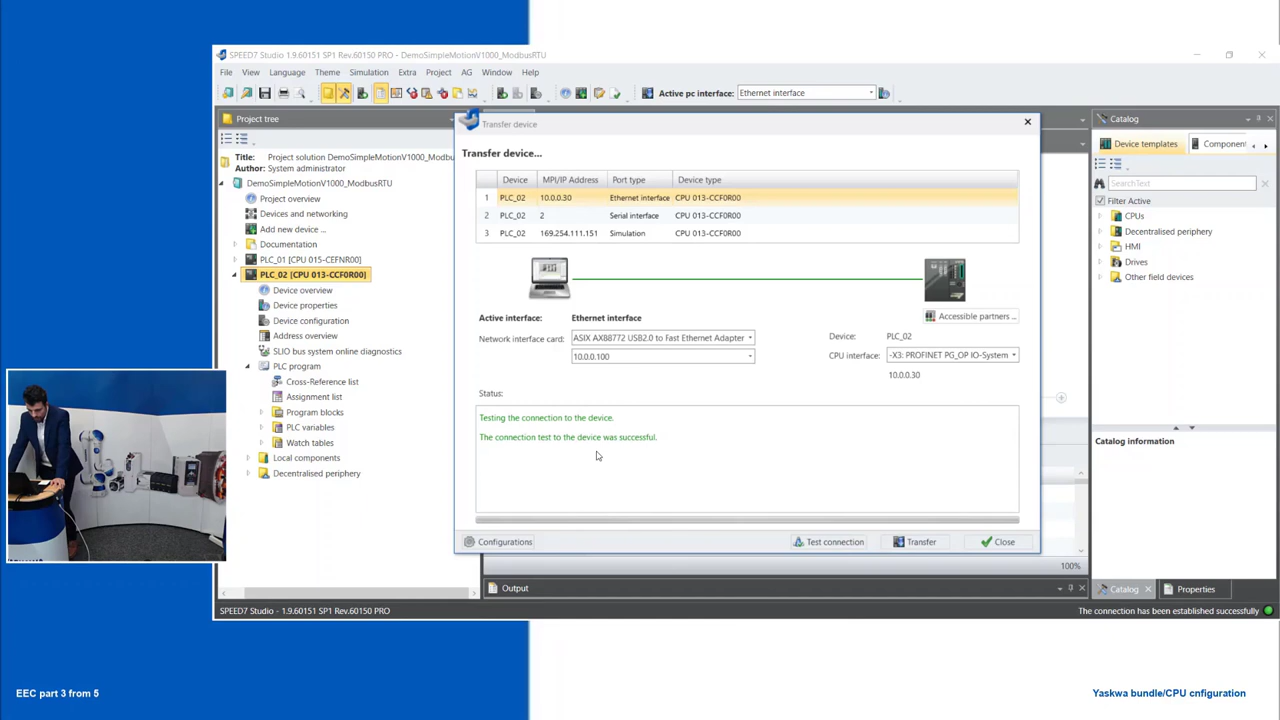 SPEED7 Studio 1.9.60151 SP1 Rev.60150 PRO - DemoSimpleMotionV1000_ModbusRTU
File View Language Theme Simulation Extra Project AG Window Help
Active pc interface: Ethernet interface
Project tree
Title: Project solution DemoSimpleMotionV1000_Modbu
Author: System administrator
DemoSimpleMotionV1000_ModbusRTU
Project overview
Devices and networking
Add new device ...
Documentation
PLC_01 [CPU 015-CEFNR00]
PLC_02 [CPU 013-CCF0R00]
Device overview
Device properties
Device configuration
Address overview
SLIO bus system online diagnostics
PLC program
Cross-Reference list
Assignment list
Program blocks
PLC variables
Watch tables
Local components
Decentralised periphery
Transfer device
Transfer device...
Device MPI/IP Address Port type Device type
1 PLC_02 10.0.0.30 Ethernet interface CPU 013-CCF0R00
2 PLC_02 2 Serial interface CPU 013-CCF0R00
3 PLC_02 169.254.111.151 Simulation CPU 013-CCF0R00
Accessible partners ...
Active interface: Ethernet interface
Network interface card: ASIX AX88772 USB2.0 to Fast Ethernet Adapter
10.0.0.100
Device: PLC_02
CPU interface: -X3: PROFINET PG_OP IO-System
10.0.0.30
Status:
Testing the connection to the device.
The connection test to the device was successful.
Configurations Test connection Transfer Close
Catalog
Device templates Component
SearchText
Filter Active
CPUs
Decentralised periphery
HMI
Drives
Other field devices
Catalog information
100%
Output
Catalog Properties
SPEED7 Studio - 1.9.60151 SP1 Rev.60150 PRO
The connection has been established successfully
EEC part 3 from 5
Yaskwa bundle/CPU cnfiguration